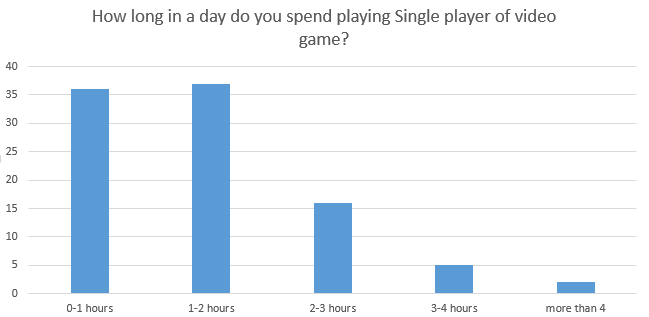 How long in a day do you spend playing Single player of video
game?
40
35
30
25
20
15
10
5
0
0-1 hours
1-2 hours
2-3 hours
3-4 hours
more than 4